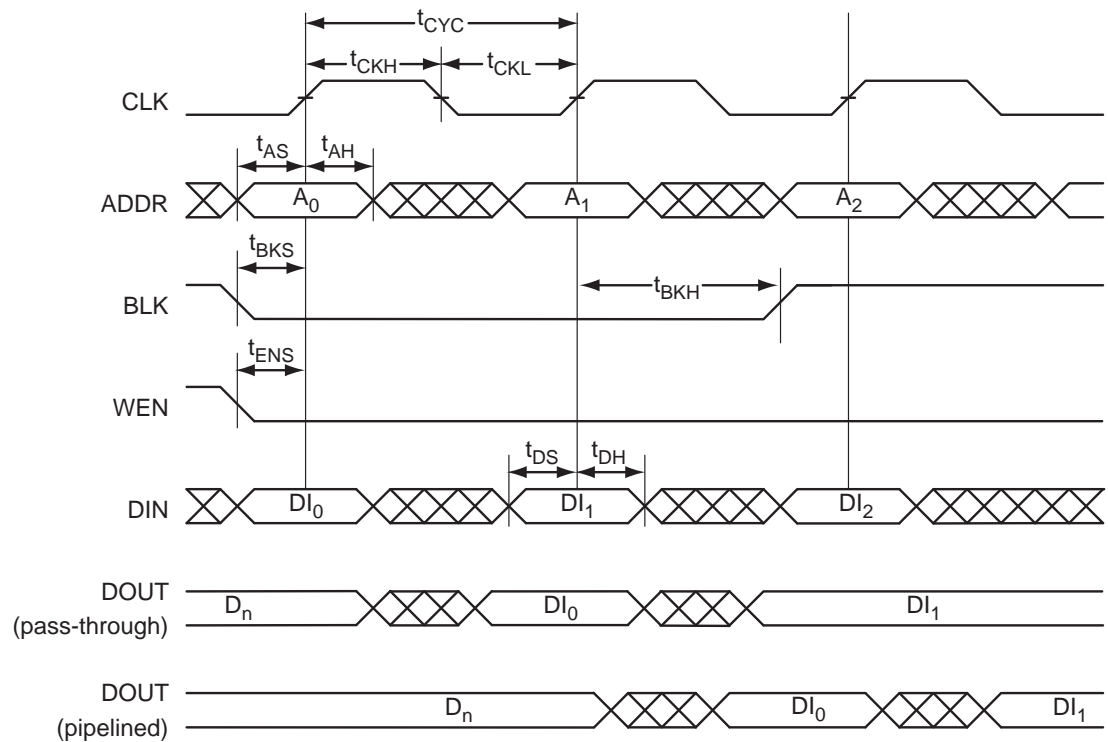 tCYC
tCKH tCKL
CLK
tAS tAH
ADDR A0 A1 A2
tBKS
BLK tBKH
tENS
WEN
tDS tDH
DIN DI0 DI1 DI2
DOUT
(pass-through) Dn DI0 DI1
DOUT
(pipelined) Dn DI0 DI1